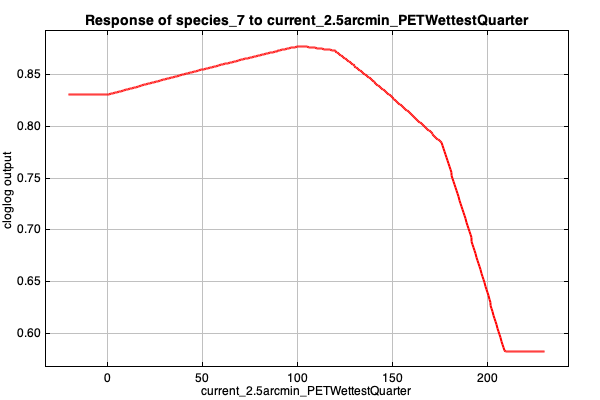 Response of species_7 to current_2.5arcmin_PETWettestQuarter
0.85
0.80
0.75
0.70
0.65
0.60
cloglog output
0 50 100 150 200
current_2.5arcmin_PETWettestQuarter